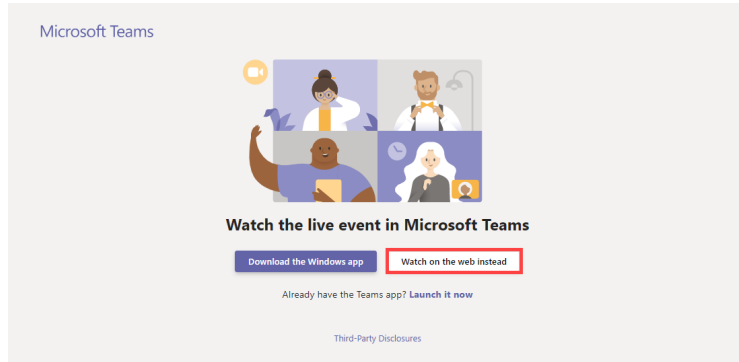 Microsoft Teams
Watch the live event in Microsoft Teams
Download the Windows app
Watch on the web instead
Already have the Teams app? Launch it now
Third-Party Disclosures